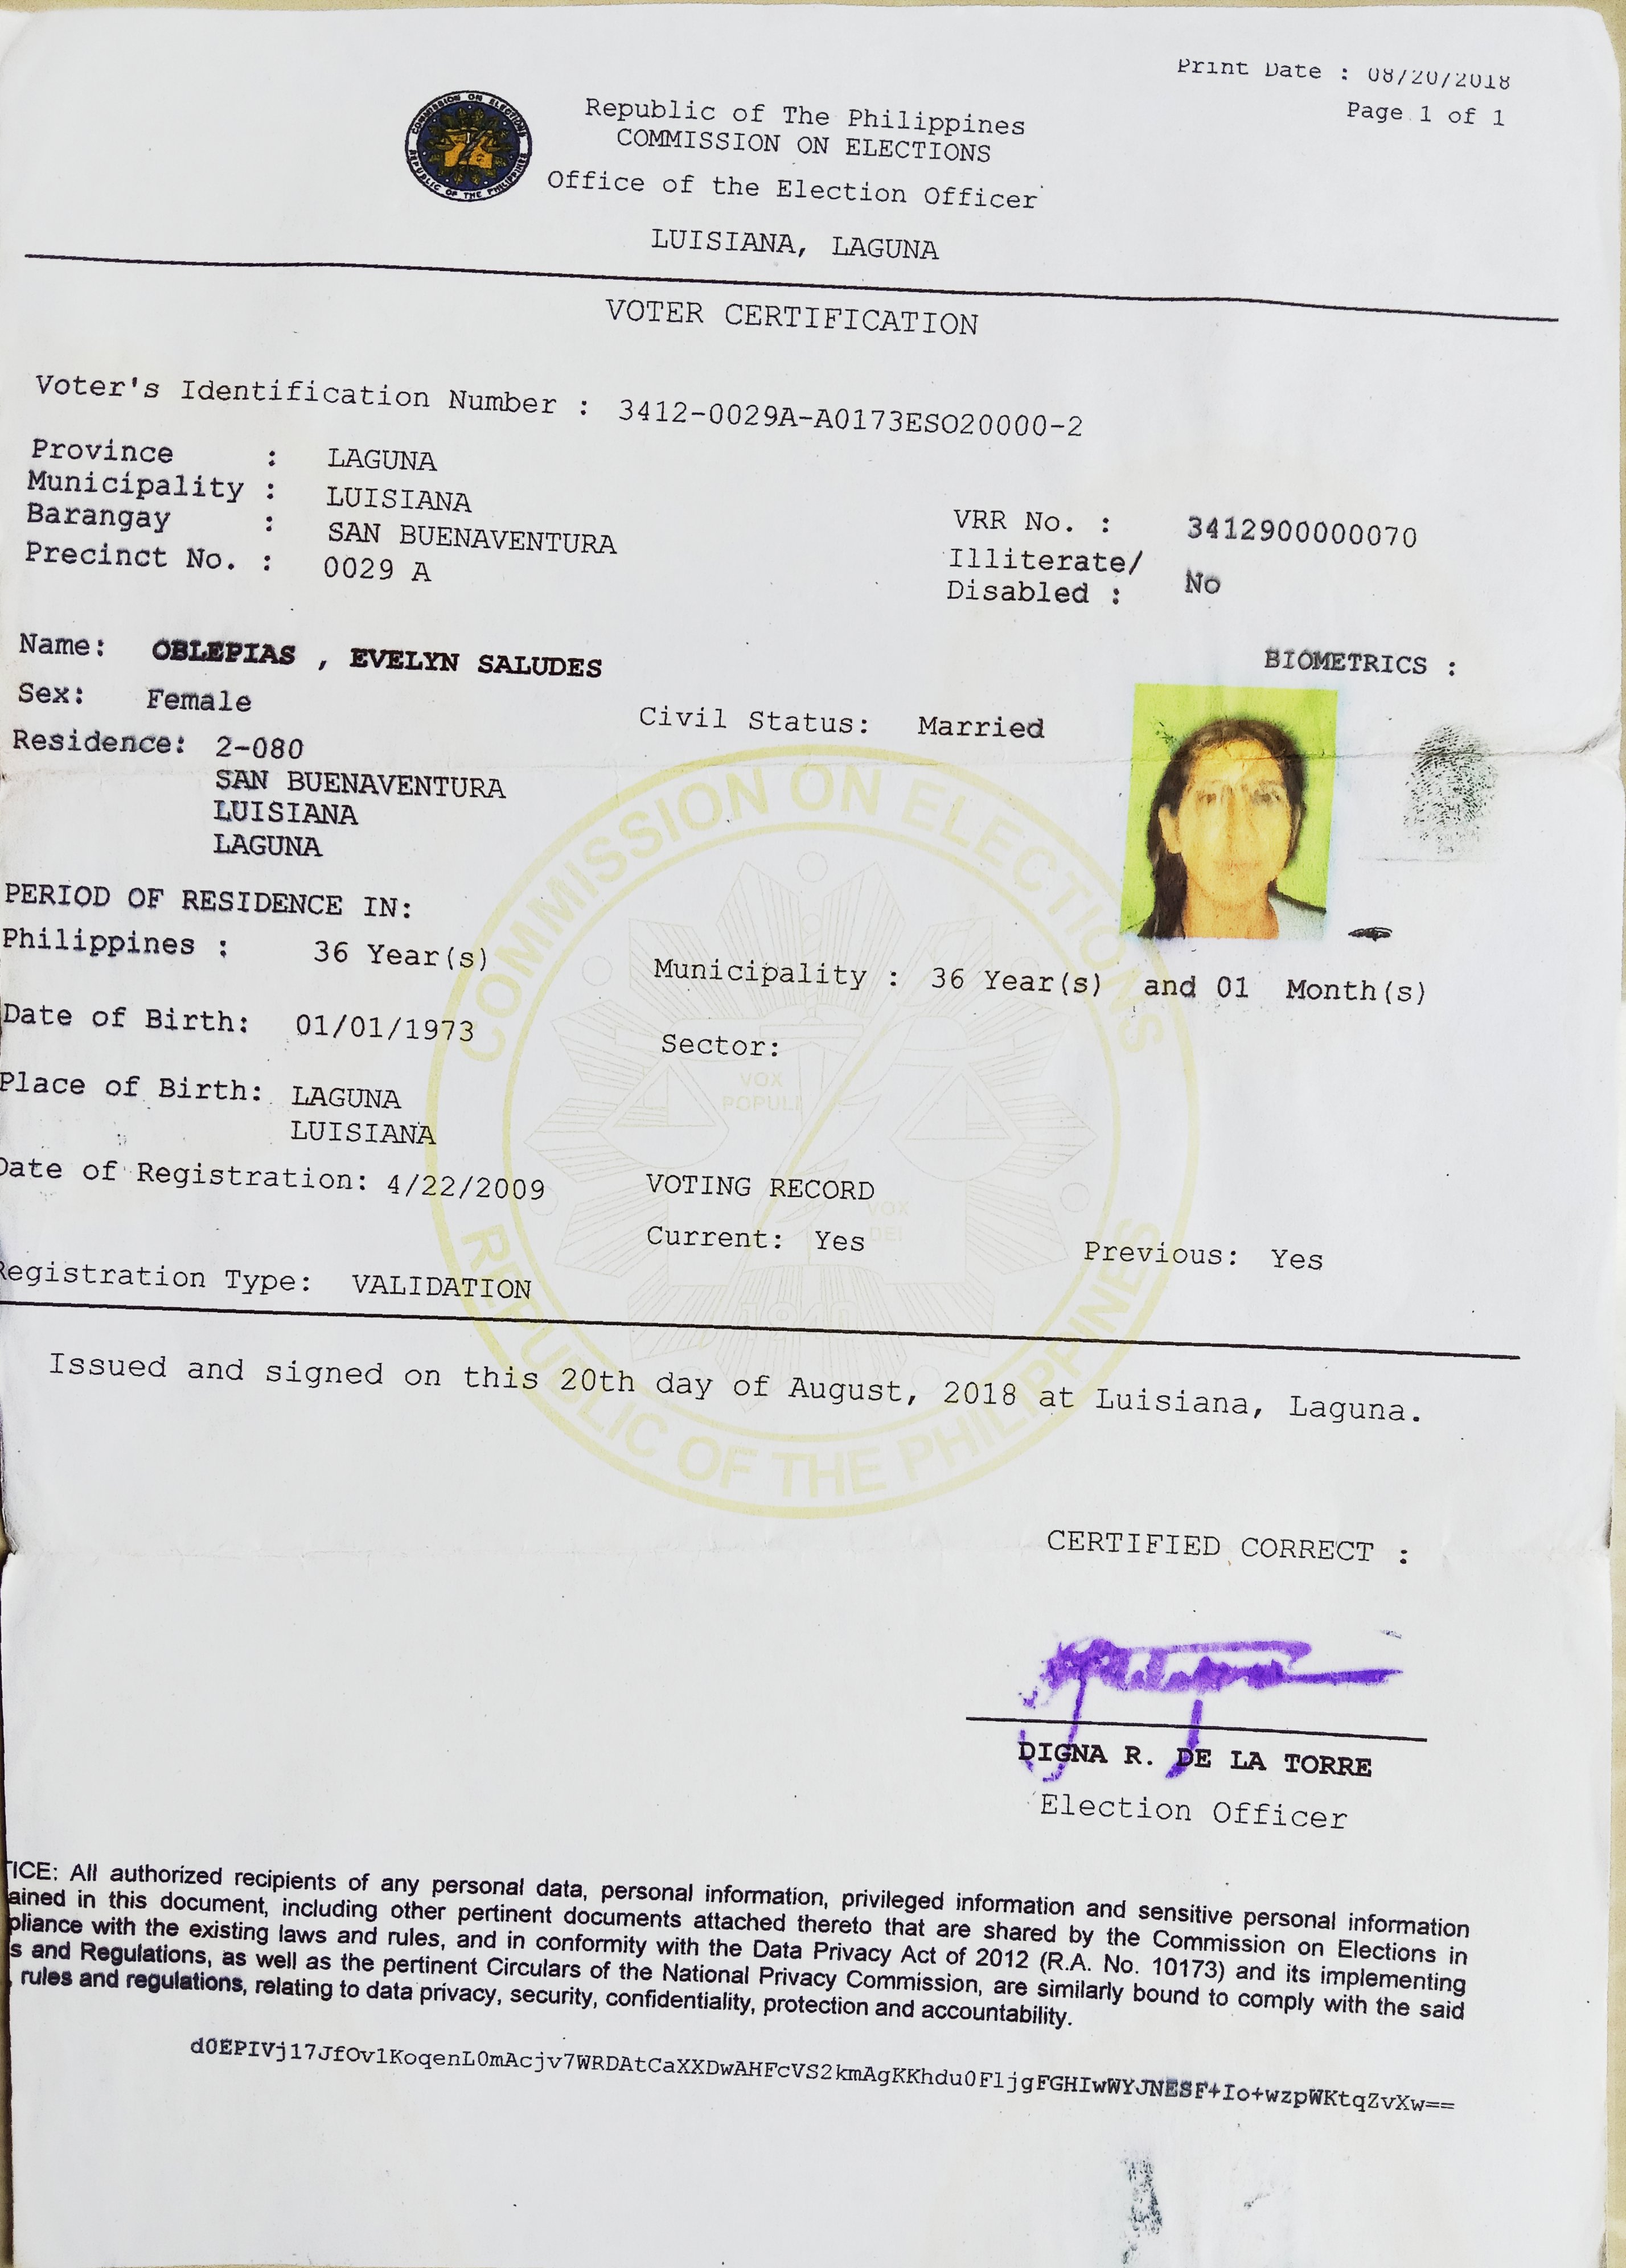 Print Date : 08/20/2018
Page 1 of 1
COMMISSION ON ELECTIONS
REPUBLIC OF THE PHILIPPINES
Republic of The Philippines
COMMISSION ON ELECTIONS
Office of the Election Officer
LUISIANA, LAGUNA
VOTER CERTIFICATION
Voter's Identification Number : 3412-0029A-A0173ESO20000-2
Province : LAGUNA
Municipality : LUISIANA
Barangay : SAN BUENAVENTURA
Precinct No. : 0029 A
VRR No. : 3412900000070
Illiterate/
Disabled : No
Name: OBLEPIAS , EVELYN SALUDES
BIOMETRICS :
Sex: Female
Civil Status: Married
Residence: 2-080
SAN BUENAVENTURA
LUISIANA
LAGUNA
PERIOD OF RESIDENCE IN:
Philippines : 36 Year(s)
Municipality : 36 Year(s) and 01 Month(s)
Date of Birth: 01/01/1973
Sector:
Place of Birth: LAGUNA
LUISIANA
Date of Registration: 4/22/2009
VOTING RECORD
Current: Yes
Previous: Yes
Registration Type: VALIDATION
COMMISSION ON ELECTIONS
VOX
POPULI
VOX
DEI
1940
REPUBLIC OF THE PHILIPPINES
Issued and signed on this 20th day of August, 2018 at Luisiana, Laguna.
CERTIFIED CORRECT :
DIGNA R. DE LA TORRE
Election Officer
TICE: All authorized recipients of any personal data, personal information, privileged information and sensitive personal information
ained in this document, including other pertinent documents attached thereto that are shared by the Commission on Elections in
pliance with the existing laws and rules, and in conformity with the Data Privacy Act of 2012 (R.A. No. 10173) and its implementing
s and Regulations, as well as the pertinent Circulars of the National Privacy Commission, are similarly bound to comply with the said
, rules and regulations, relating to data privacy, security, confidentiality, protection and accountability.
d0EPIVj17JfOv1KoqenL0mAcjv7WRDAtCaXXDwAHFcVS2kmAgKKhdu0FljgFGHIwWYJNESF+Io+wzpWKtqZvXw==